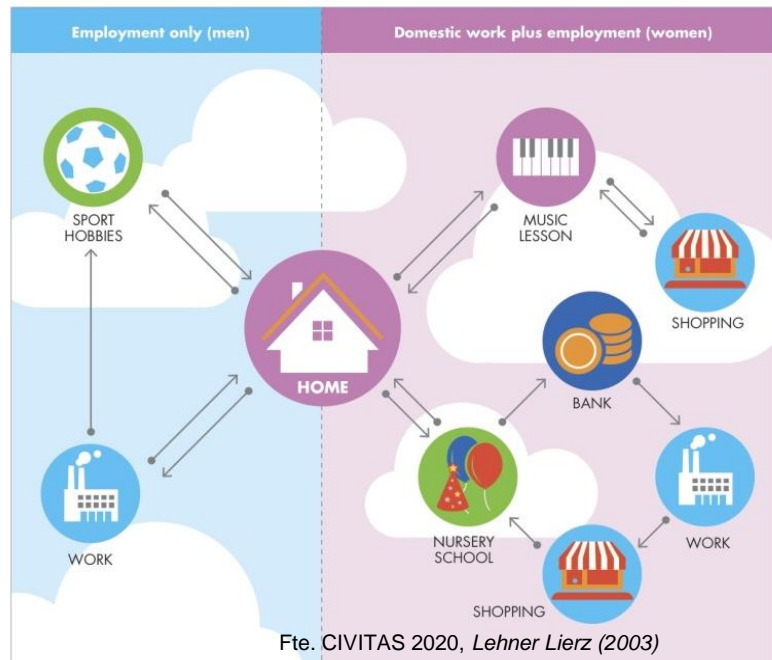 Employment only (men)
Domestic work plus employment (women)
SPORT
HOBBIES
MUSIC
LESSON
SHOPPING
HOME
BANK
WORK
NURSERY
SCHOOL
WORK
SHOPPING
Fte. CIVITAS 2020, Lehner Lierz (2003)